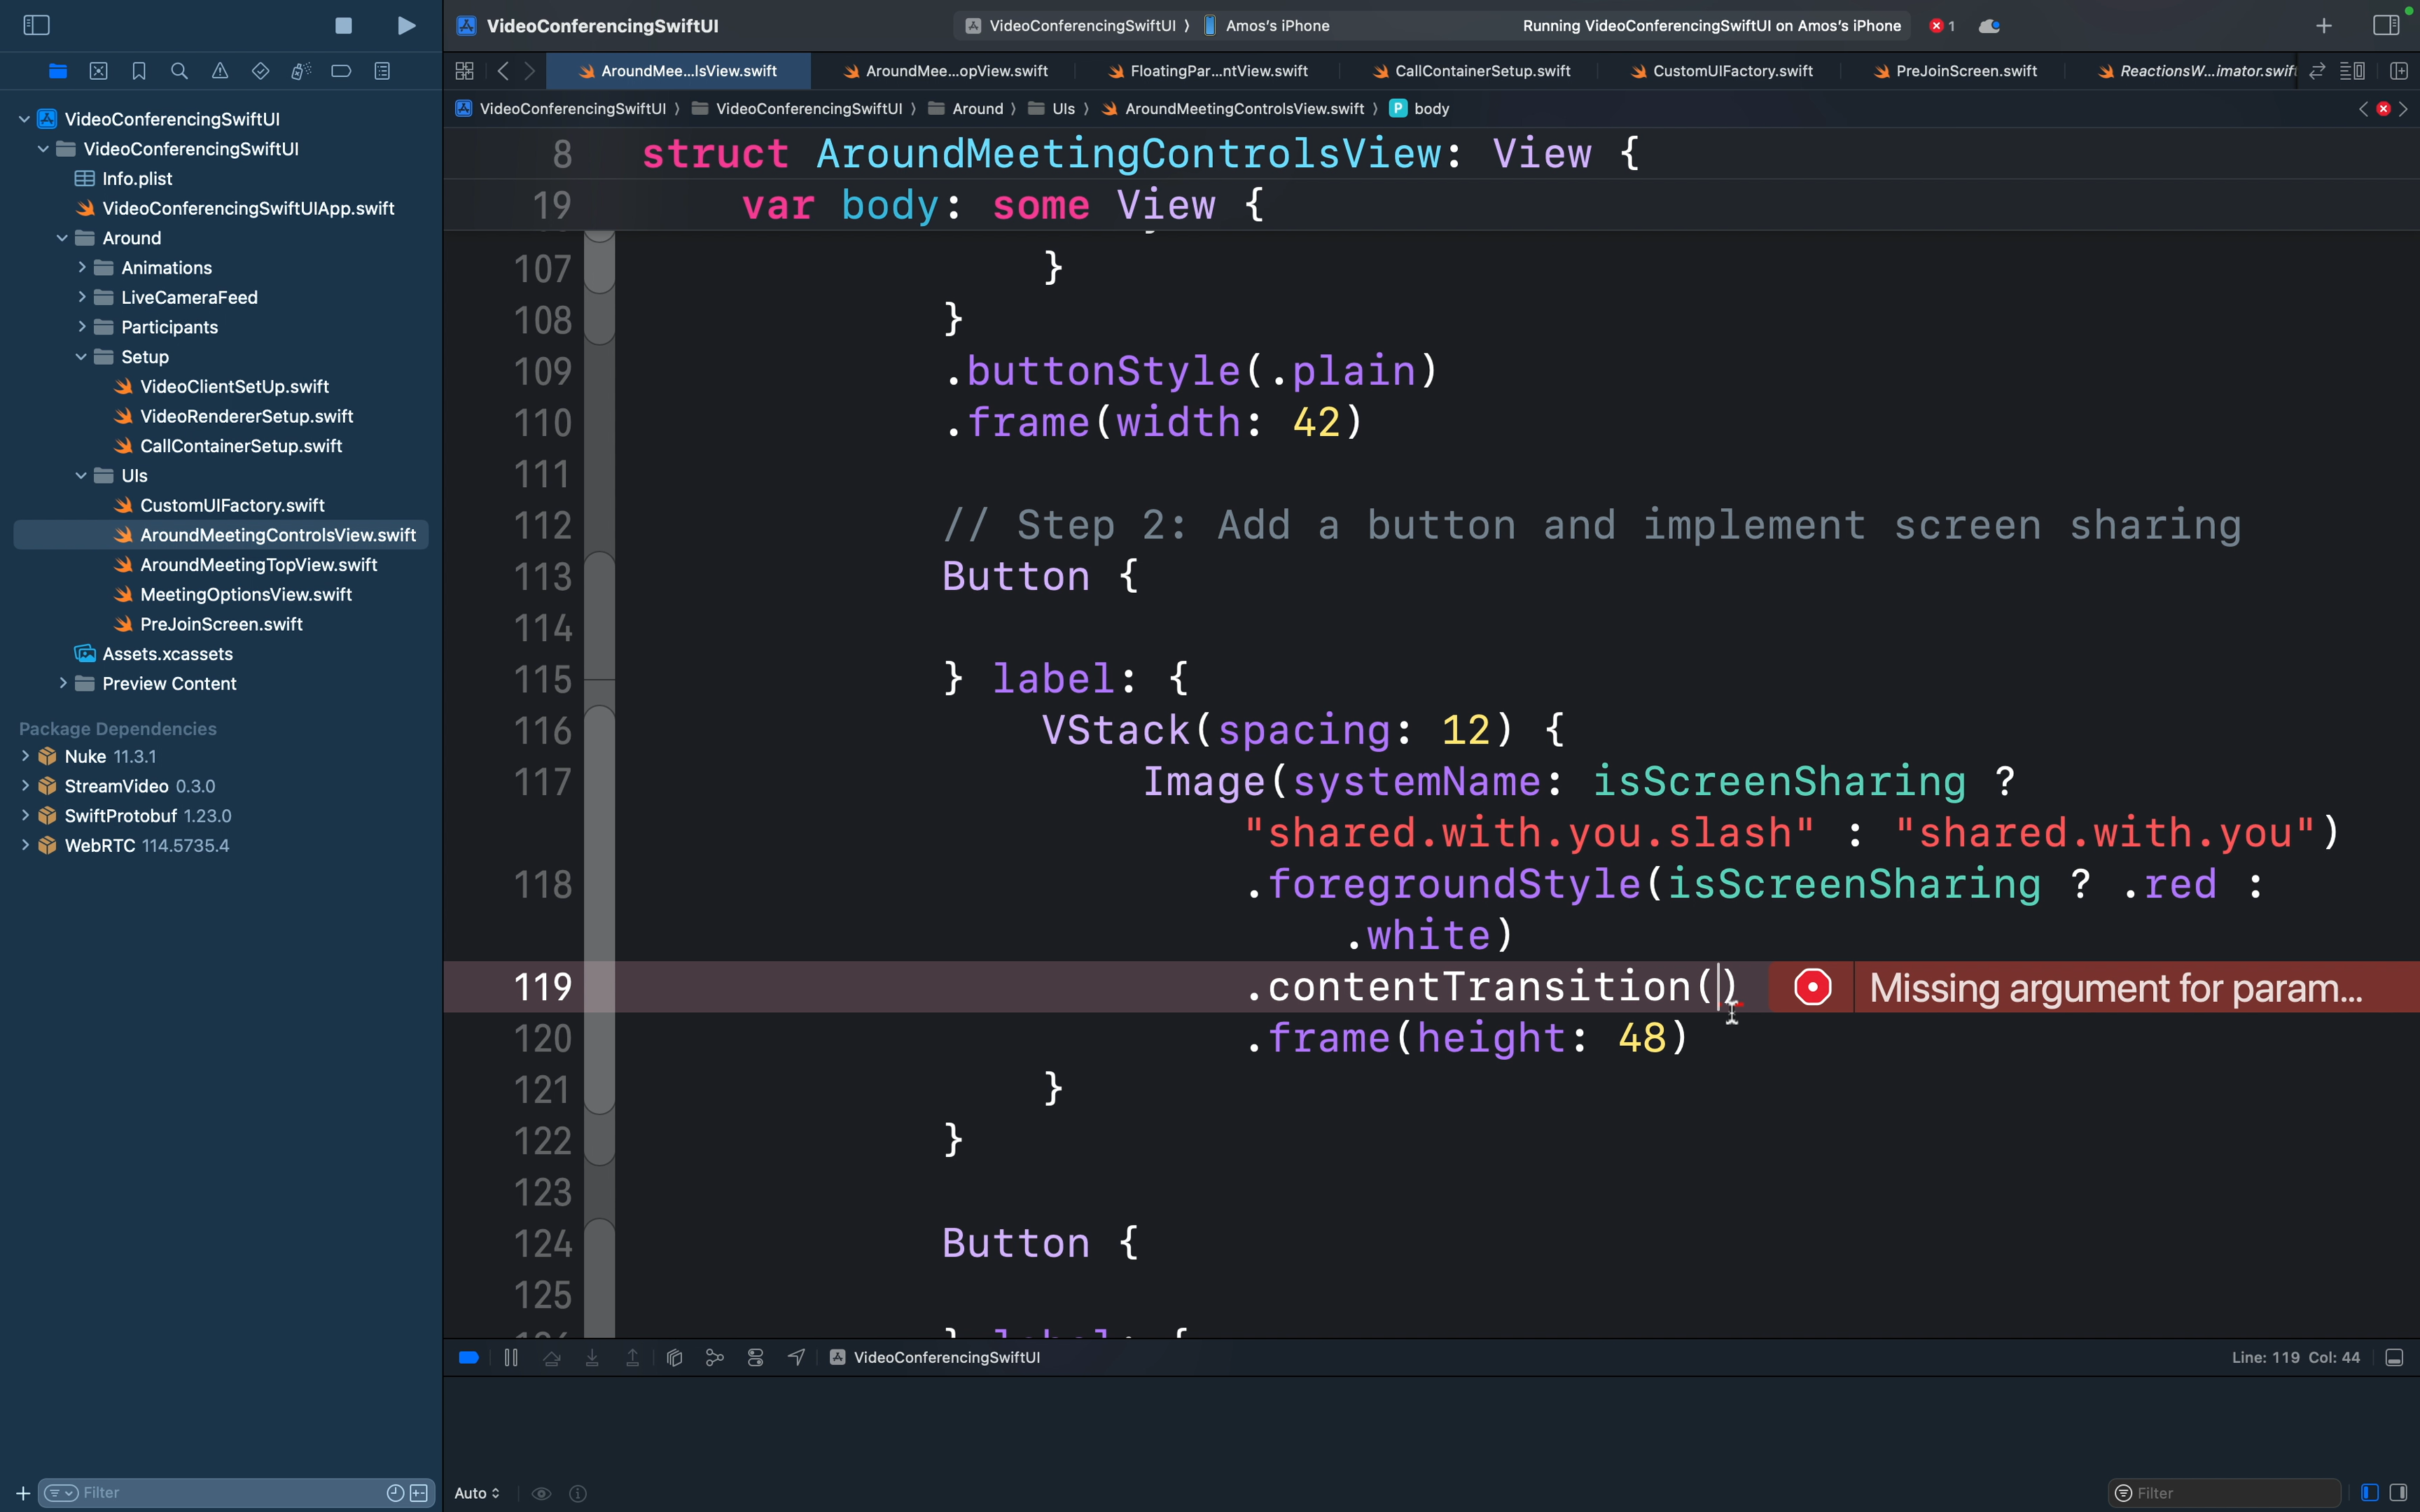 VideoConferencingSwiftUI
VideoConferencingSwiftUI 〉 Amos's iPhone
Running VideoConferencingSwiftUI on Amos's iPhone
1
AroundMee...lsView.swift
AroundMee...opView.swift
FloatingPar...ntView.swift
CallContainerSetup.swift
CustomUIFactory.swift
PreJoinScreen.swift
ReactionsW...imator.swift
VideoConferencingSwiftUI 〉 VideoConferencingSwiftUI 〉 Around 〉 UIs 〉 AroundMeetingControlsView.swift 〉 P body
VideoConferencingSwiftUI
VideoConferencingSwiftUI
Info.plist
VideoConferencingSwiftUIApp.swift
Around
Animations
LiveCameraFeed
Participants
Setup
VideoClientSetUp.swift
VideoRendererSetup.swift
CallContainerSetup.swift
UIs
CustomUIFactory.swift
AroundMeetingControlsView.swift
AroundMeetingTopView.swift
MeetingOptionsView.swift
PreJoinScreen.swift
Assets.xcassets
Preview Content
Package Dependencies
Nuke 11.3.1
StreamVideo 0.3.0
SwiftProtobuf 1.23.0
WebRTC 114.5735.4
Filter
8 struct AroundMeetingControlsView: View {
19 var body: some View {
107 }
108 }
109 .buttonStyle(.plain)
110 .frame(width: 42)
111
112 // Step 2: Add a button and implement screen sharing
113 Button {
114
115 } label: {
116 VStack(spacing: 12) {
117 Image(systemName: isScreenSharing ?
"shared.with.you.slash" : "shared.with.you")
118 .foregroundStyle(isScreenSharing ? .red :
.white)
119 .contentTransition() Missing argument for param...
120 .frame(height: 48)
121 }
122 }
123
124 Button {
125
VideoConferencingSwiftUI
Line: 119 Col: 44
Auto
Filter